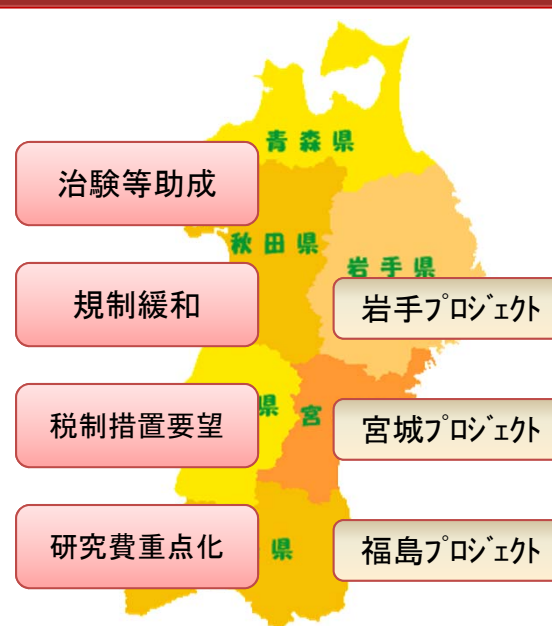 青森県
治験等助成
秋田県
岩手県
規制緩和
岩手プロジェクト
県
宮
税制措置要望
宮城プロジェクト
研究費重点化
県
福島プロジェクト